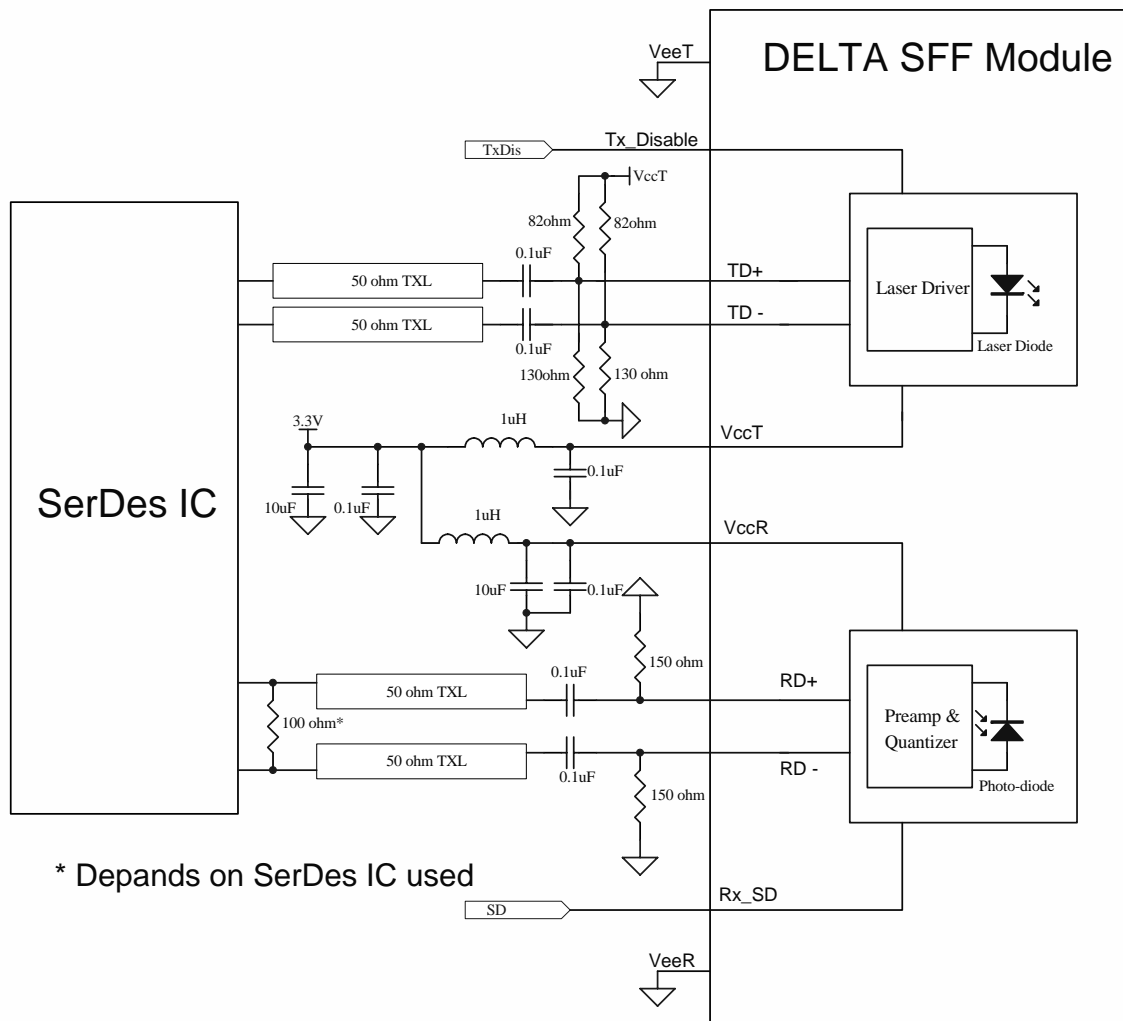 VeeT
DELTA SFF Module
TxDis
Tx_Disable
VccT
82ohm
82ohm
0.1uF
50 ohm TXL
TD+
Laser Driver
50 ohm TXL
TD -
0.1uF
Laser Diode
130ohm
130 ohm
3.3V
1uH
VccT
0.1uF
SerDes IC
10uF
0.1uF
1uH
VccR
10uF
0.1uF
150 ohm
0.1uF
50 ohm TXL
RD+
100 ohm*
Preamp &
Quantizer
50 ohm TXL
0.1uF
RD -
Photo-diode
150 ohm
* Depands on SerDes IC used
Rx_SD
SD
VeeR